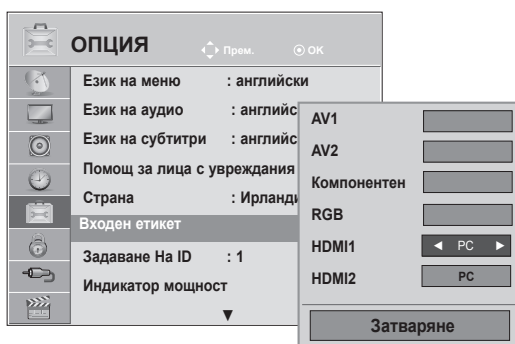 ОПЦИЯ
Прем.
OK
Език на меню : английски
Език на аудио : английс
Език на субтитри : английс
Помощ за лица с увреждания
Страна : Ирланди
Входен етикет
Задаване На ID : 1
Индикатор мощност
▼
AV1
AV2
Компонентен
RGB
HDMI1 ◄ PC ►
HDMI2 PC
Затваряне